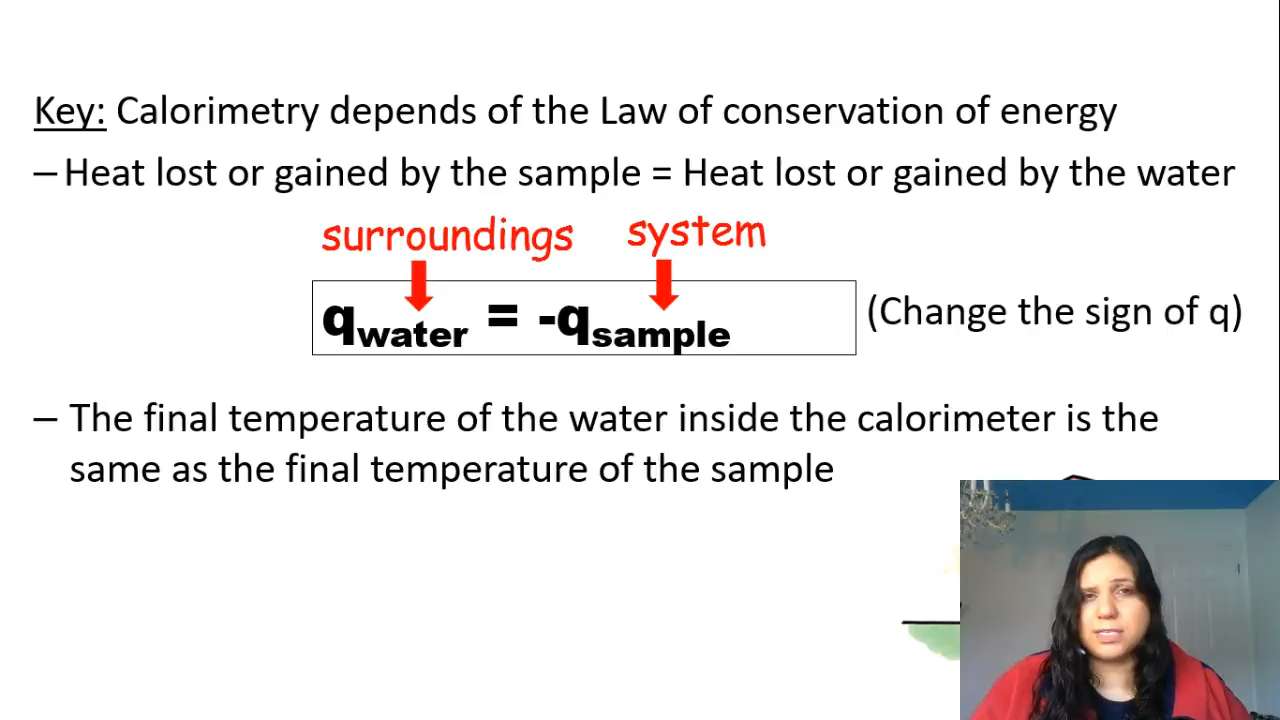 Key: Calorimetry depends of the Law of conservation of energy
– Heat lost or gained by the sample = Heat lost or gained by the water
surroundings system
qwater = -qsample (Change the sign of q)
– The final temperature of the water inside the calorimeter is the
same as the final temperature of the sample